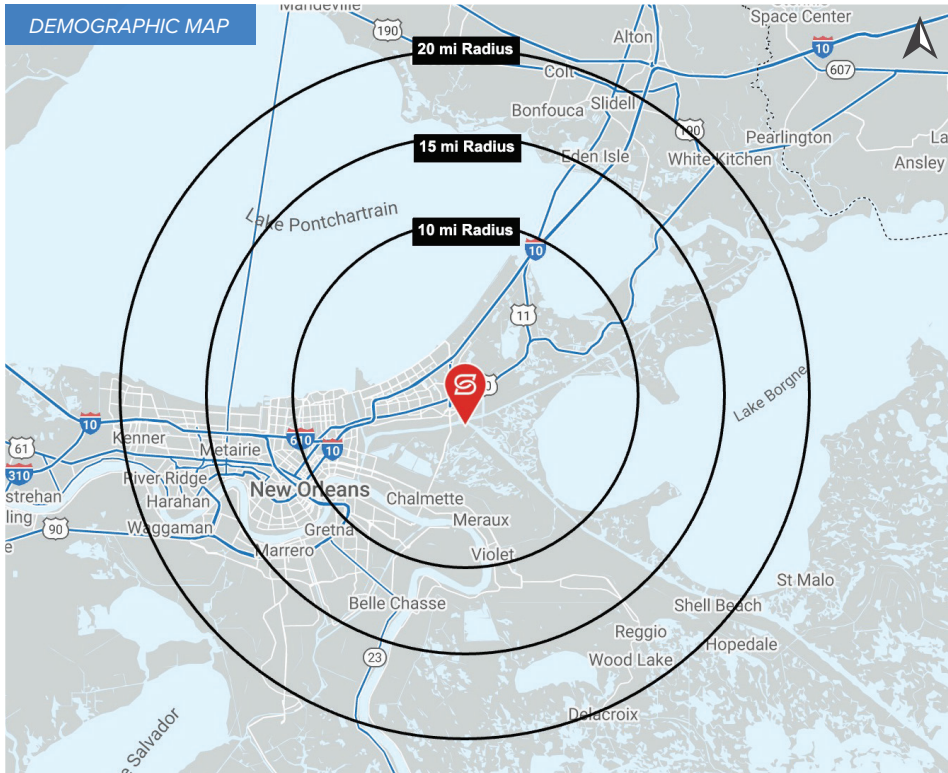 DEMOGRAPHIC MAP
Mandeville
Space Center
190
Alton
10
20 mi Radius
607
Colt
Bonfouca
Slidell
190
Pearlington
La
15 mi Radius
Eden Isle
White Kitchen
Ansley
Lake Pontchartrain
10 mi Radius
10
11
S
Lake Borgne
10
Kenner
610
10
61
Metairie
310
River Ridge
New Orleans
strehan
Harahan
Chalmette
ling
90
Waggaman
Gretna
Meraux
e
Marrero
Violet
St Malo
Belle Chasse
Shell Beach
Reggio
Hopedale
23
Wood Lake
Delacroix
e Salvador